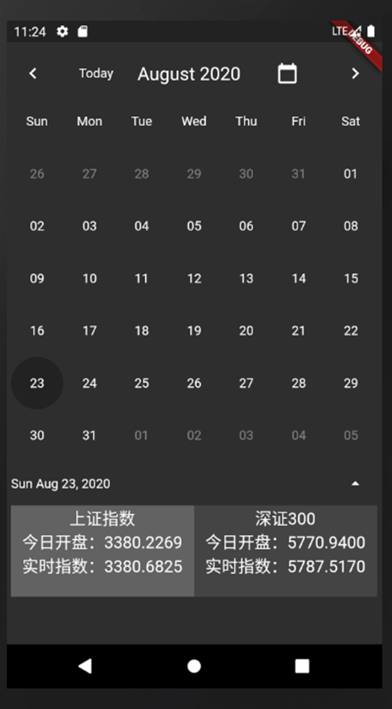 11:24 LTE
DEBUG
Today August 2020
Sun Mon Tue Wed Thu Fri Sat
26 27 28 29 30 31 01
02 03 04 05 06 07 08
09 10 11 12 13 14 15
16 17 18 19 20 21 22
23 24 25 26 27 28 29
30 31 01 02 03 04 05
Sun Aug 23, 2020
上证指数 深证300
今日开盘：3380.2269 今日开盘：5770.9400
实时指数：3380.6825 实时指数：5787.5170